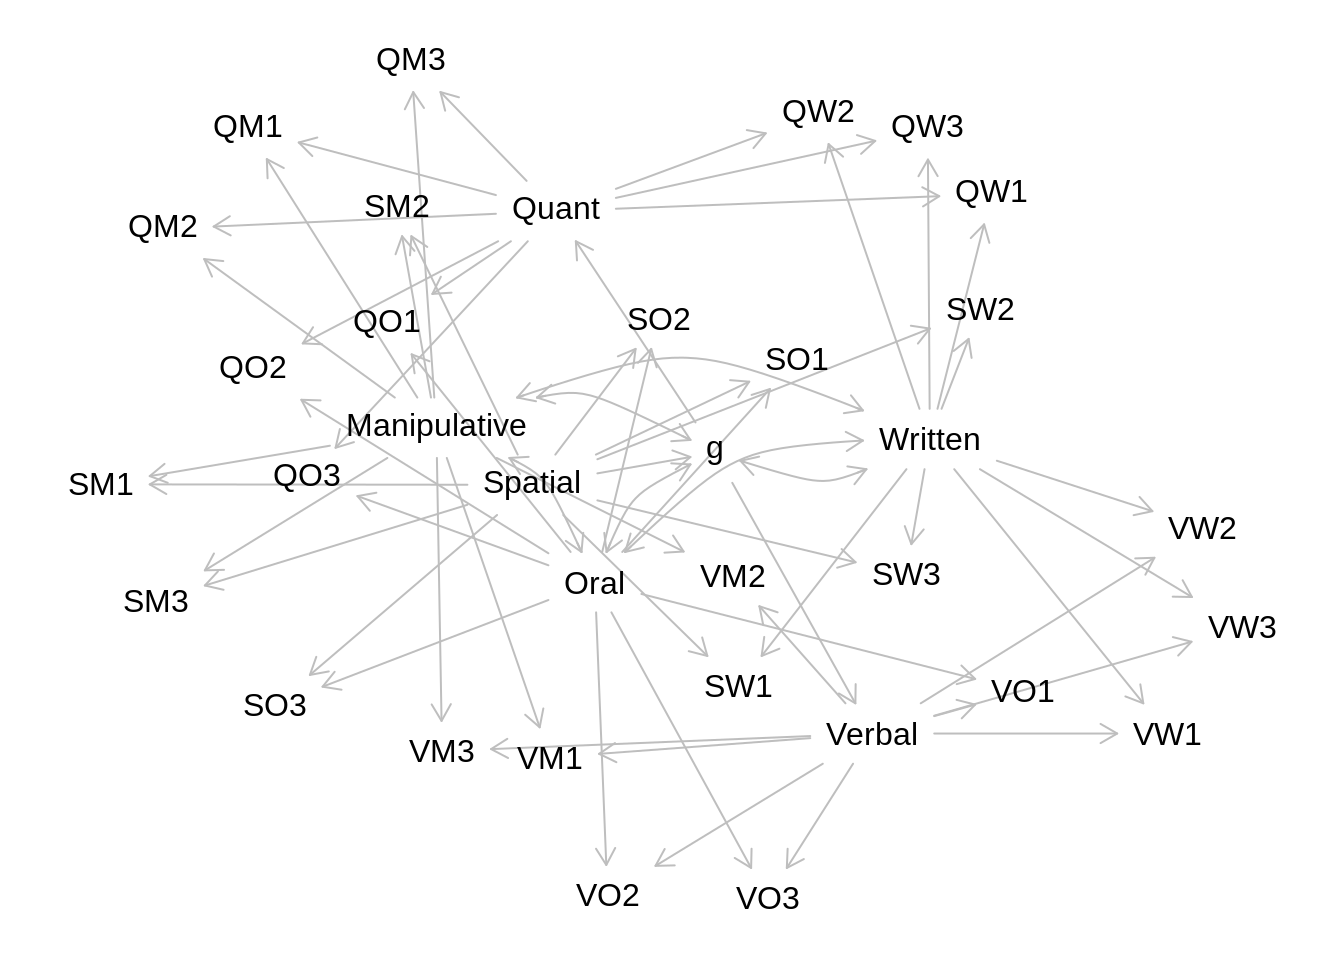 QM3
QW2
QM1
QW3
QW1
SM2
Quant
QM2
SW2
SO2
QO1
SO1
QO2
Manipulative
Written
g
QO3
Spatial
SM1
VW2
SW3
VM2
Oral
SM3
VW3
SW1
VO1
SO3
Verbal
VW1
VM3
VM1
VO2
VO3